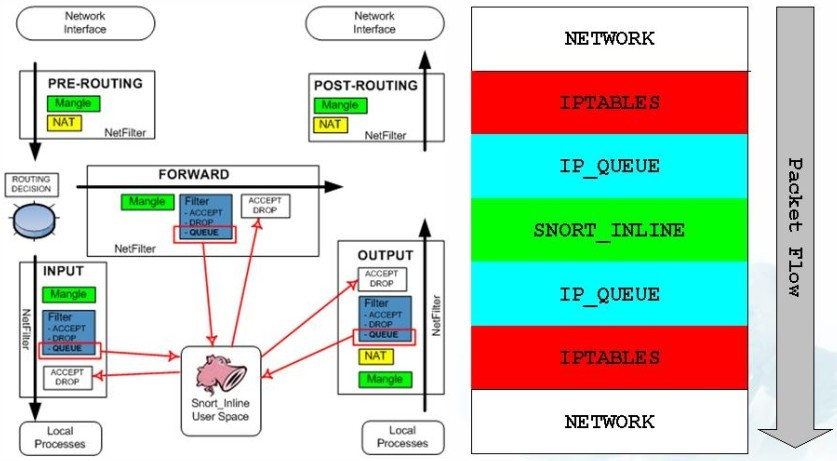 Network
Interface
PRE-ROUTING
Mangle
NAT
NetFilter
ROUTING
DECISION
FORWARD
Mangle
Filter
- ACCEPT
- DROP
- QUEUE
ACCEPT
DROP
NetFilter
INPUT
Mangle
Filter
- ACCEPT
- DROP
- QUEUE
ACCEPT
DROP
NetFilter
Local
Processes
Snort_Inline
User Space
Network
Interface
POST-ROUTING
Mangle
NAT
NetFilter
OUTPUT
ACCEPT
DROP
Filter
- ACCEPT
- DROP
- QUEUE
NAT
Mangle
NetFilter
Local
Processes
NETWORK
IPTABLES
IP_QUEUE
SNORT_INLINE
IP_QUEUE
IPTABLES
NETWORK
Packet Flow